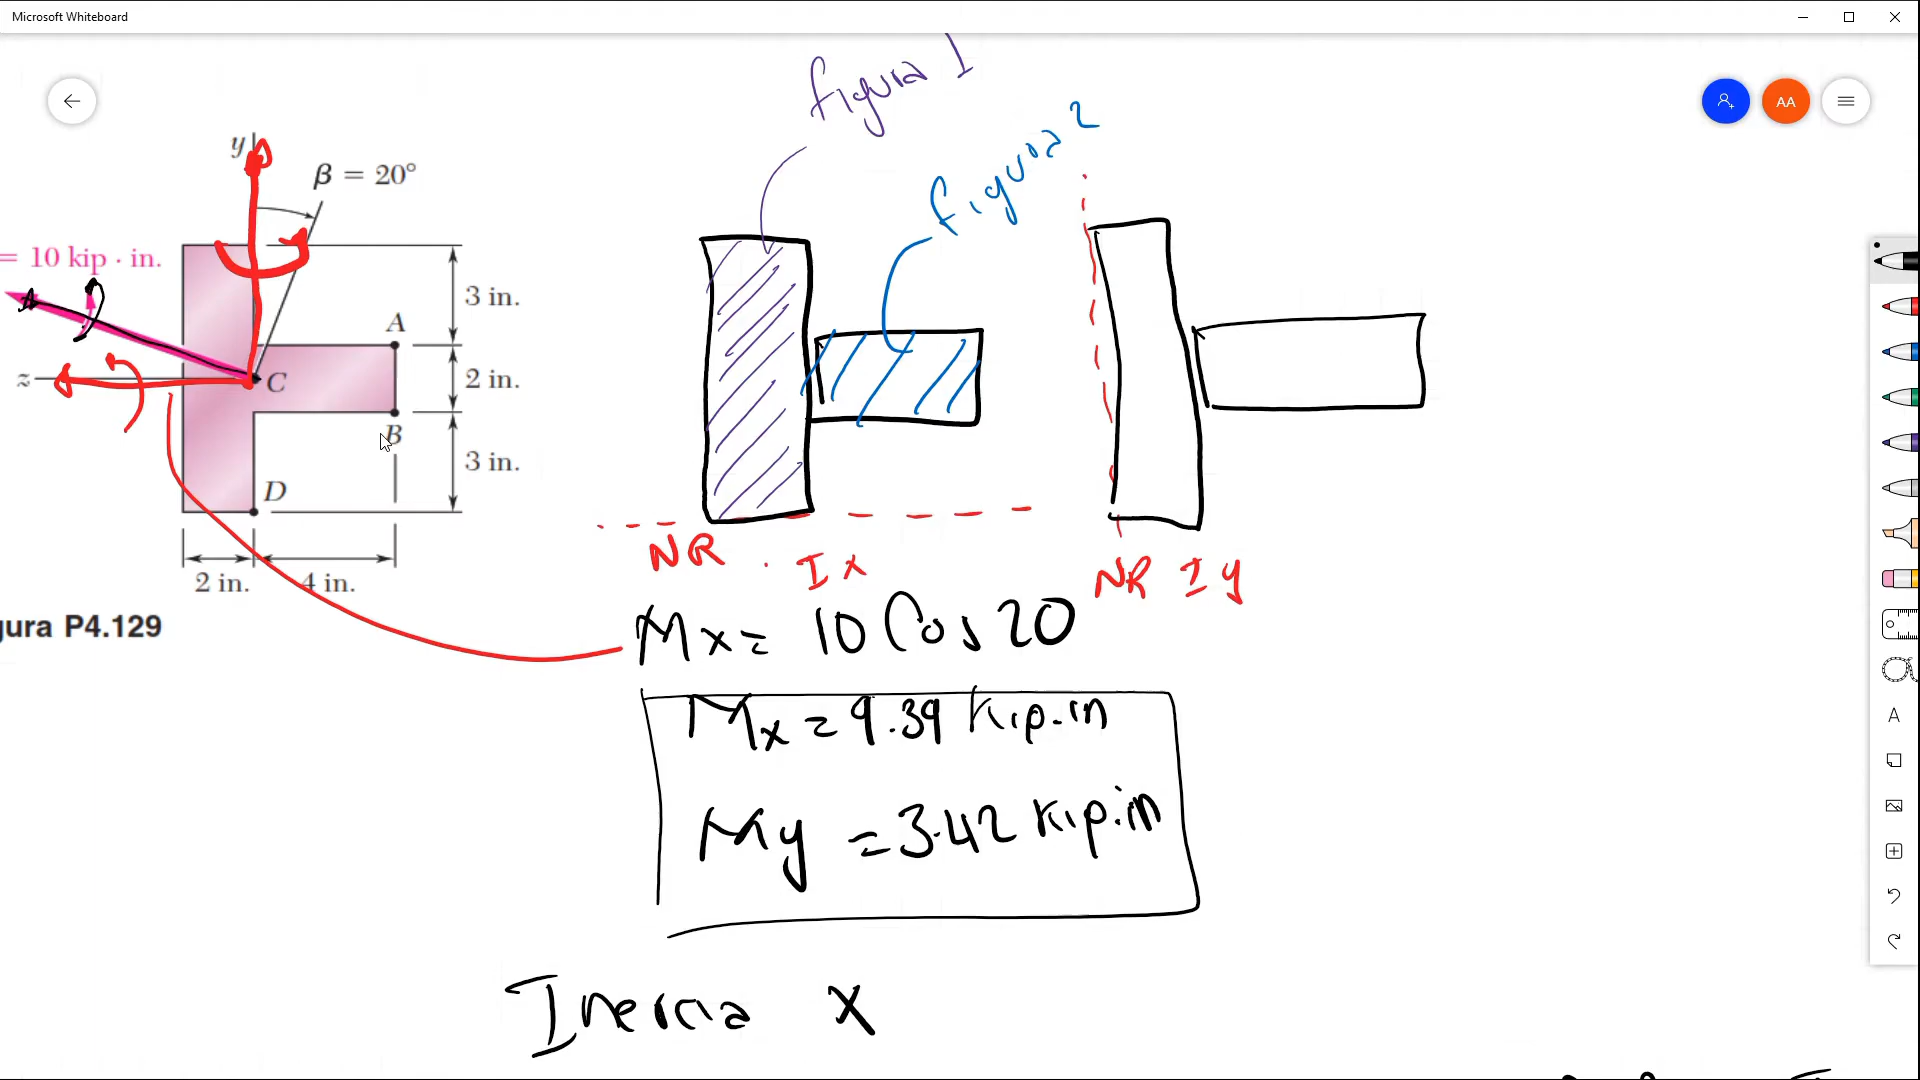 Microsoft Whiteboard
AA
y
β = 20°
= 10 kip · in.
z
C
A
B
D
3 in.
2 in.
3 in.
2 in.
4 in.
gura P4.129
figura 1
figura 2
NR . Ix
NR Iy
Mx= 10 Cos 20
Mx = 9.39 Kip.in
My = 3.42 Kip.in
Inercia X
A